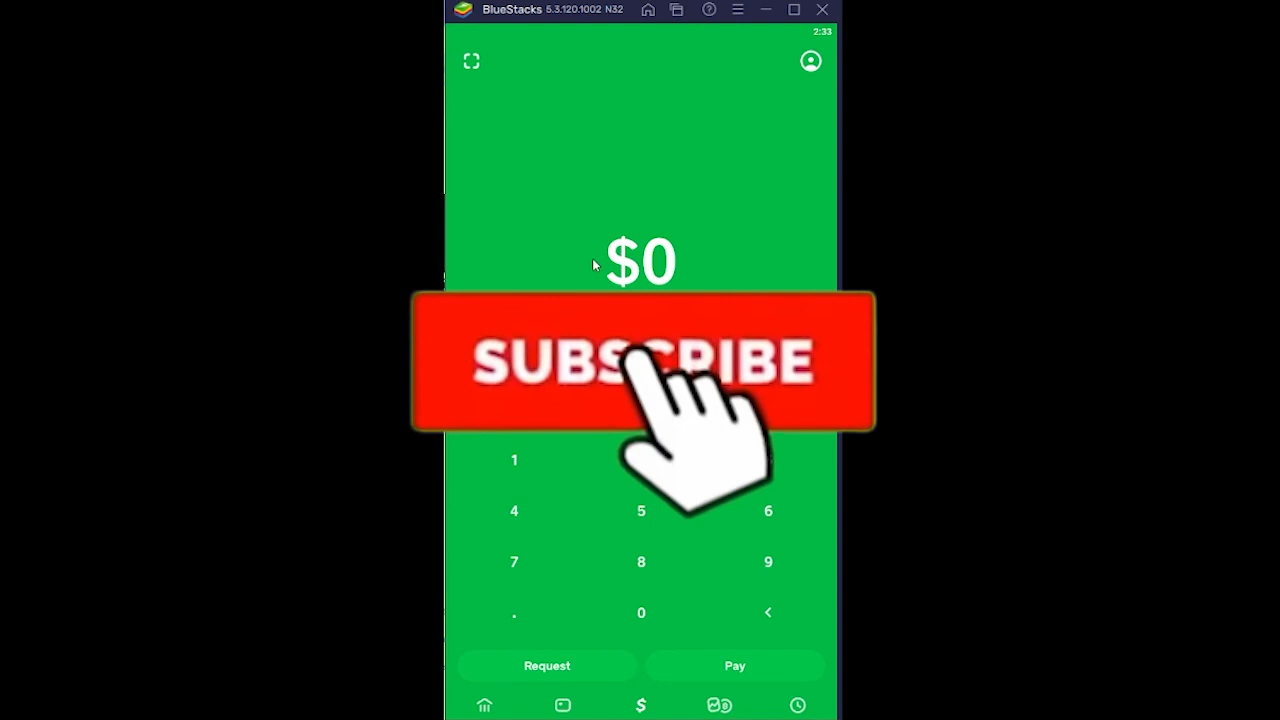 BlueStacks 5.3.120.1002 N32
2:33
$0
SUBSCRIBE
1
4 5 6
7 8 9
. 0 <
Request Pay
$